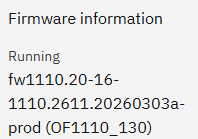 Firmware information
Running
fw1110.20-16-
1110.2611.20260303a-
prod (OF1110_130)